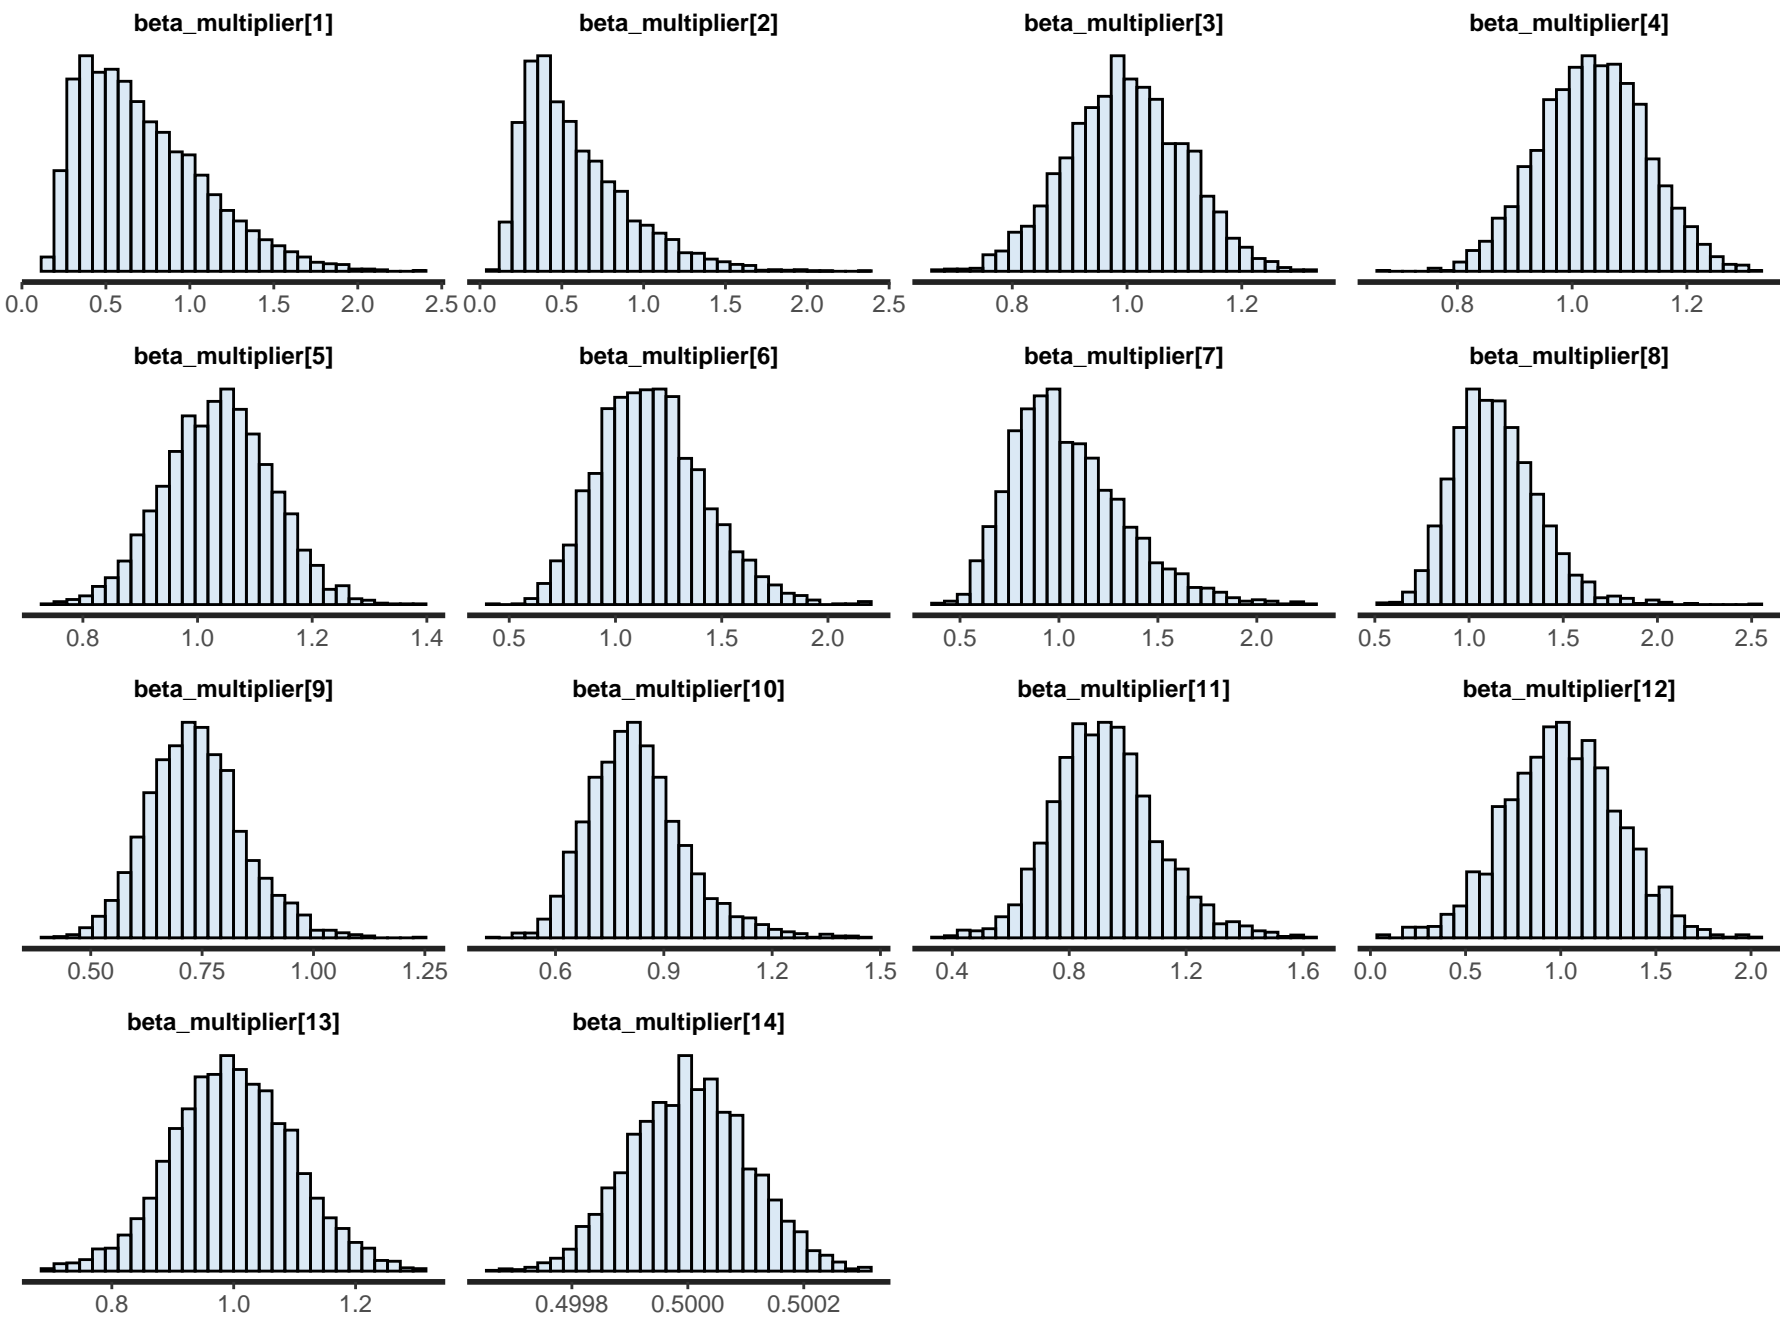 beta_multiplier[1] beta_multiplier[2] beta_multiplier[3] beta_multiplier[4]
0.0 0.5 1.0 1.5 2.0 2.5 0.0 0.5 1.0 1.5 2.0 2.5 0.8 1.0 1.2 0.8 1.0 1.2
beta_multiplier[5] beta_multiplier[6] beta_multiplier[7] beta_multiplier[8]
0.8 1.0 1.2 1.4 0.5 1.0 1.5 2.0 0.5 1.0 1.5 2.0 0.5 1.0 1.5 2.0 2.5
beta_multiplier[9] beta_multiplier[10] beta_multiplier[11] beta_multiplier[12]
0.50 0.75 1.00 1.25 0.6 0.9 1.2 1.5 0.4 0.8 1.2 1.6 0.0 0.5 1.0 1.5 2.0
beta_multiplier[13] beta_multiplier[14]
0.8 1.0 1.2 0.4998 0.5000 0.5002